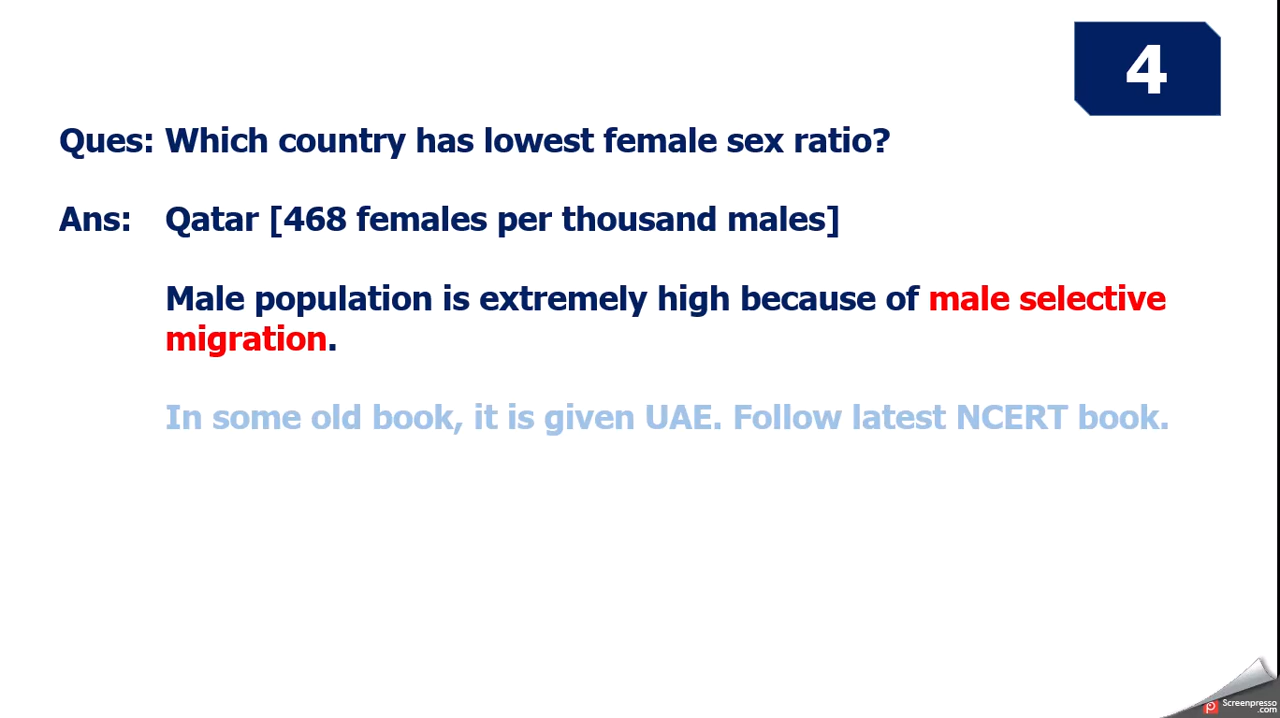 4
Ques: Which country has lowest female sex ratio?
Ans: Qatar [468 females per thousand males]
Male population is extremely high because of male selective
migration.
In some old book, it is given UAE. Follow latest NCERT book.
Screenpresso
.com